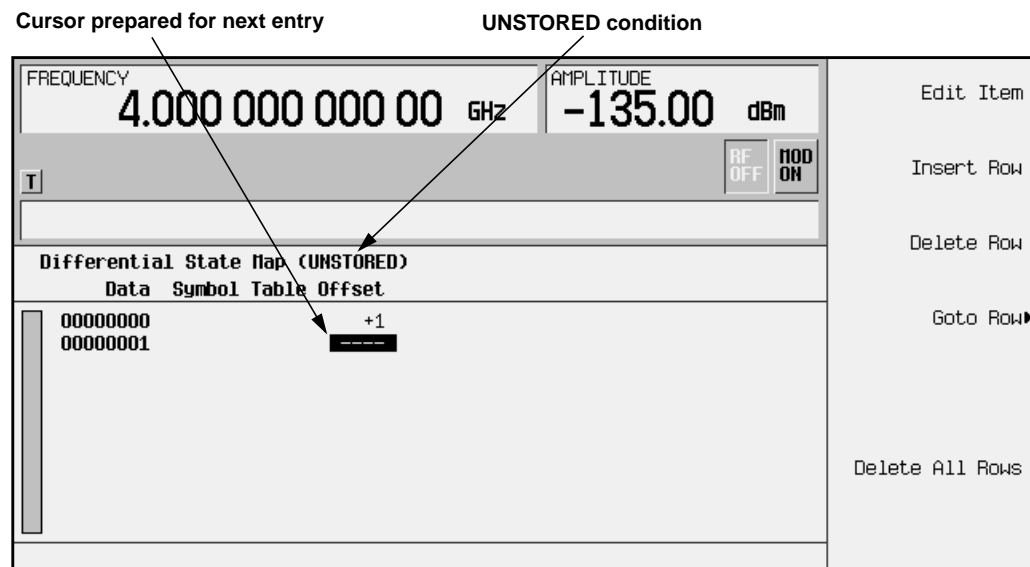 Cursor prepared for next entry
UNSTORED condition
FREQUENCY
4.000 000 000 00 GHz
AMPLITUDE
-135.00 dBm
Edit Item
RF OFF
MOD ON
T
Insert Row
Delete Row
Differential State Map (UNSTORED)
Data Symbol Table Offset
00000000 +1
00000001 ----
Goto Row
Delete All Rows